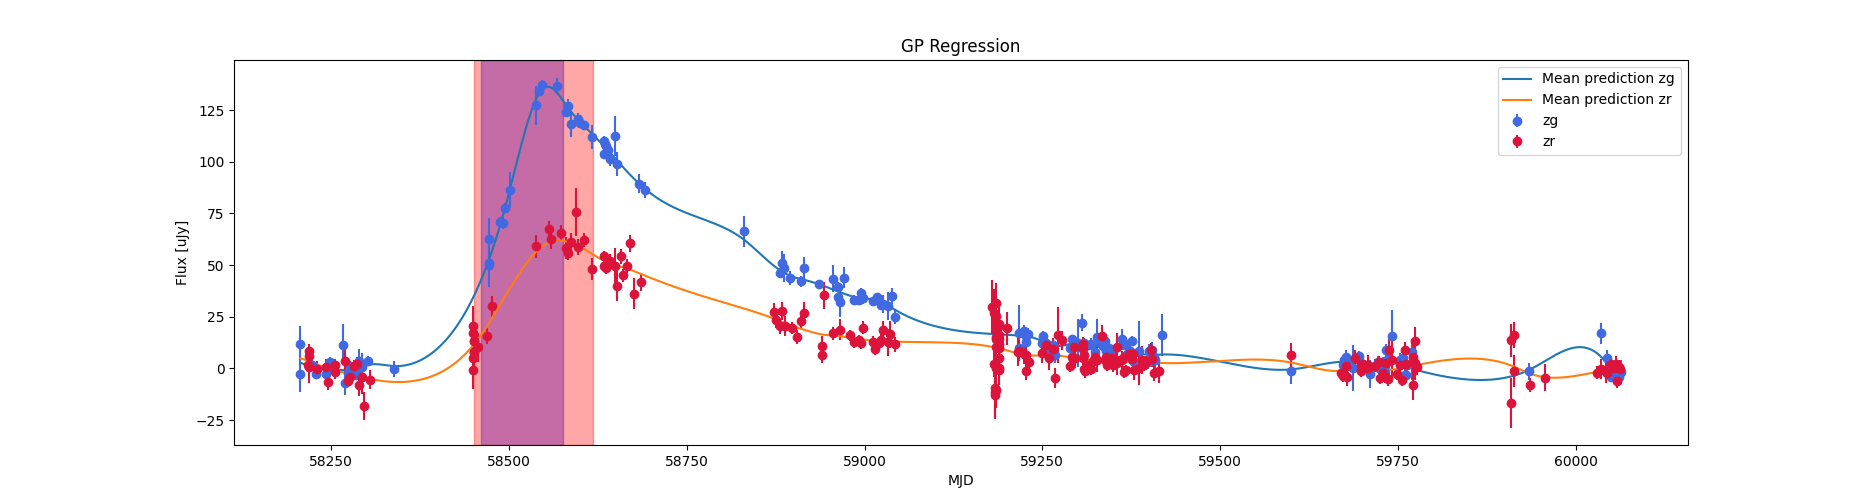 GP Regression
Mean prediction zg
Mean prediction zr
zg
zr
Flux [uJy]
125
100
75
50
25
0
−25
58250
58500
58750
59000
59250
59500
59750
60000
MJD